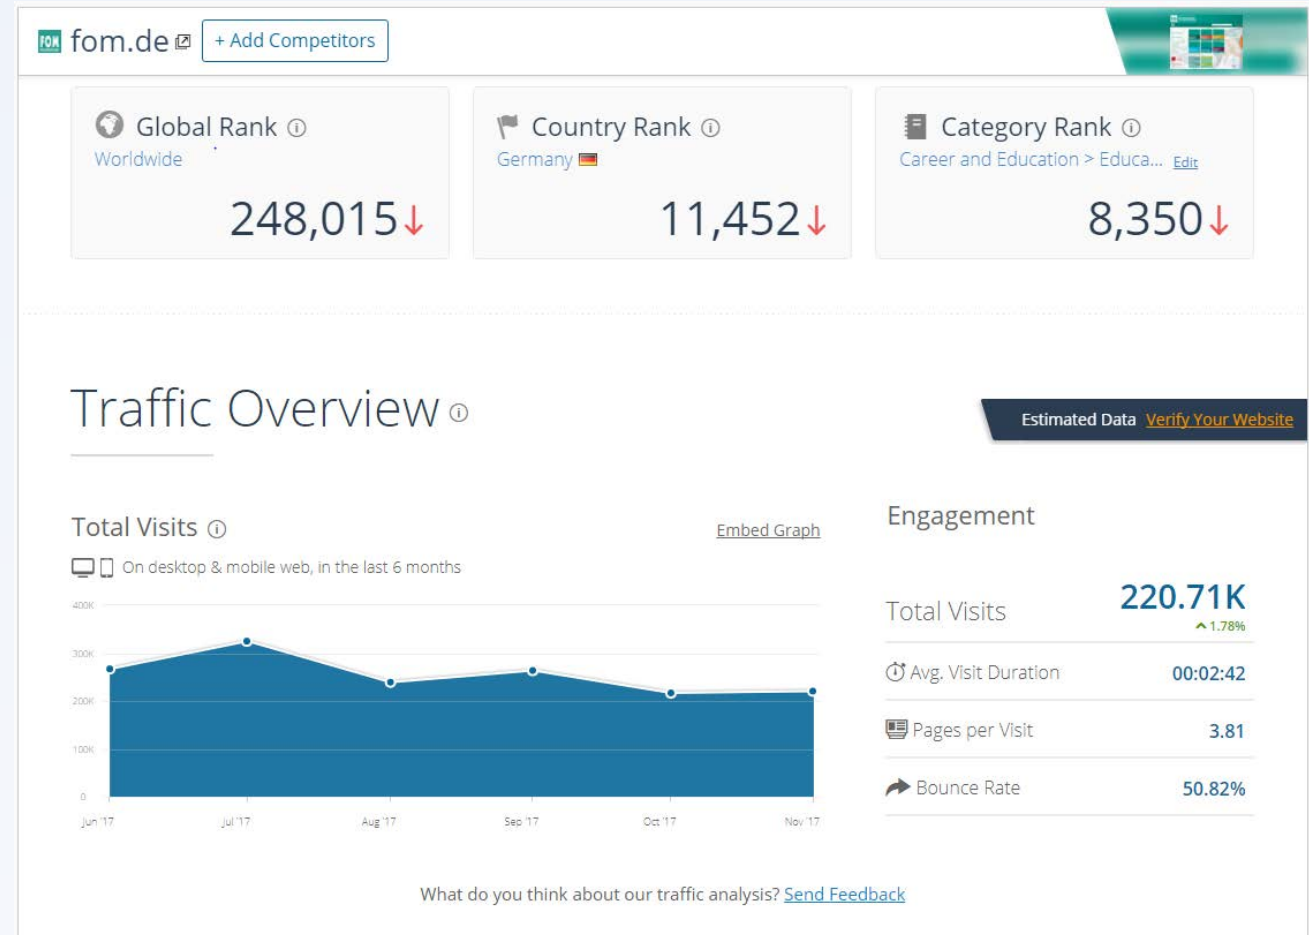 FOM fom.de + Add Competitors
Global Rank
Worldwide
248,015↓
Country Rank
Germany
11,452↓
Category Rank
Career and Education > Educa... Edit
8,350↓
Traffic Overview
Estimated Data Verify Your Website
Total Visits
Embed Graph
On desktop & mobile web, in the last 6 months
400K
300K
200K
100K
0
Jun '17 Jul '17 Aug '17 Sep '17 Oct '17 Nov '17
Engagement
Total Visits 220.71K
1.78%
Avg. Visit Duration 00:02:42
Pages per Visit 3.81
Bounce Rate 50.82%
What do you think about our traffic analysis? Send Feedback